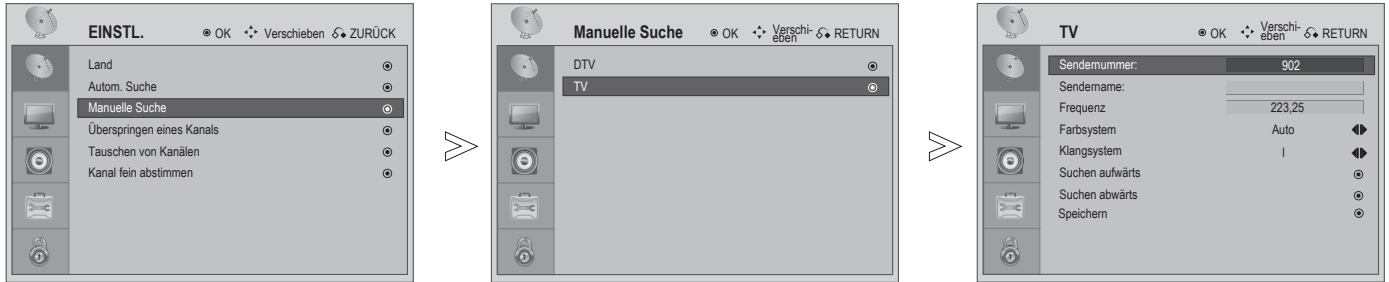 EINSTL. OK Verschieben ZURÜCK
Land
Autom. Suche
Manuelle Suche
Überspringen eines Kanals
Tauschen von Kanälen
Kanal fein abstimmen
>
Manuelle Suche OK Verschi-
eben RETURN
DTV
TV
>
TV OK Verschi-
eben RETURN
Sendernummer: 902
Sendername:
Frequenz 223,25
Farbsystem Auto
Klangsystem I
Suchen aufwärts
Suchen abwärts
Speichern